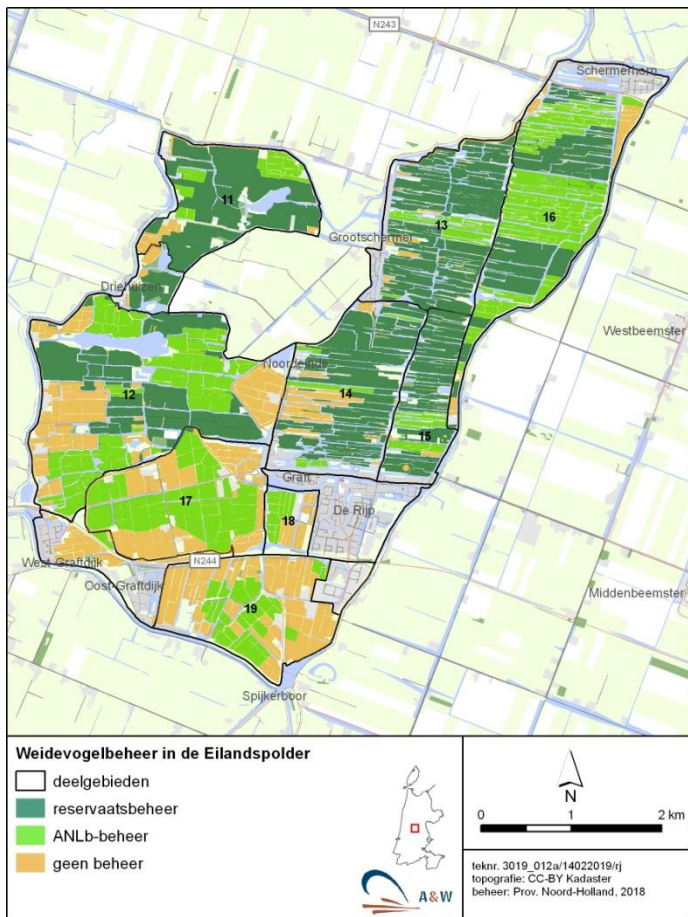 N243
Schermerhorn
11
13
16
Grootschermer
Driehuizen
Westbeemster
Noordeinde
12
14
15
17
Graft
18
De Rijp
West-Graftdijk
N244
Oost-Graftdijk
19
Middenbeemster
Spijkerboor
Weidevogelbeheer in de Eilandspolder
deelgebieden
reservaatsbeheer
ANLb-beheer
geen beheer
A&W
N
0 1 2 km
teknr. 3019_012a/14022019/rj
topografie: CC-BY Kadaster
beheer: Prov. Noord-Holland, 2018